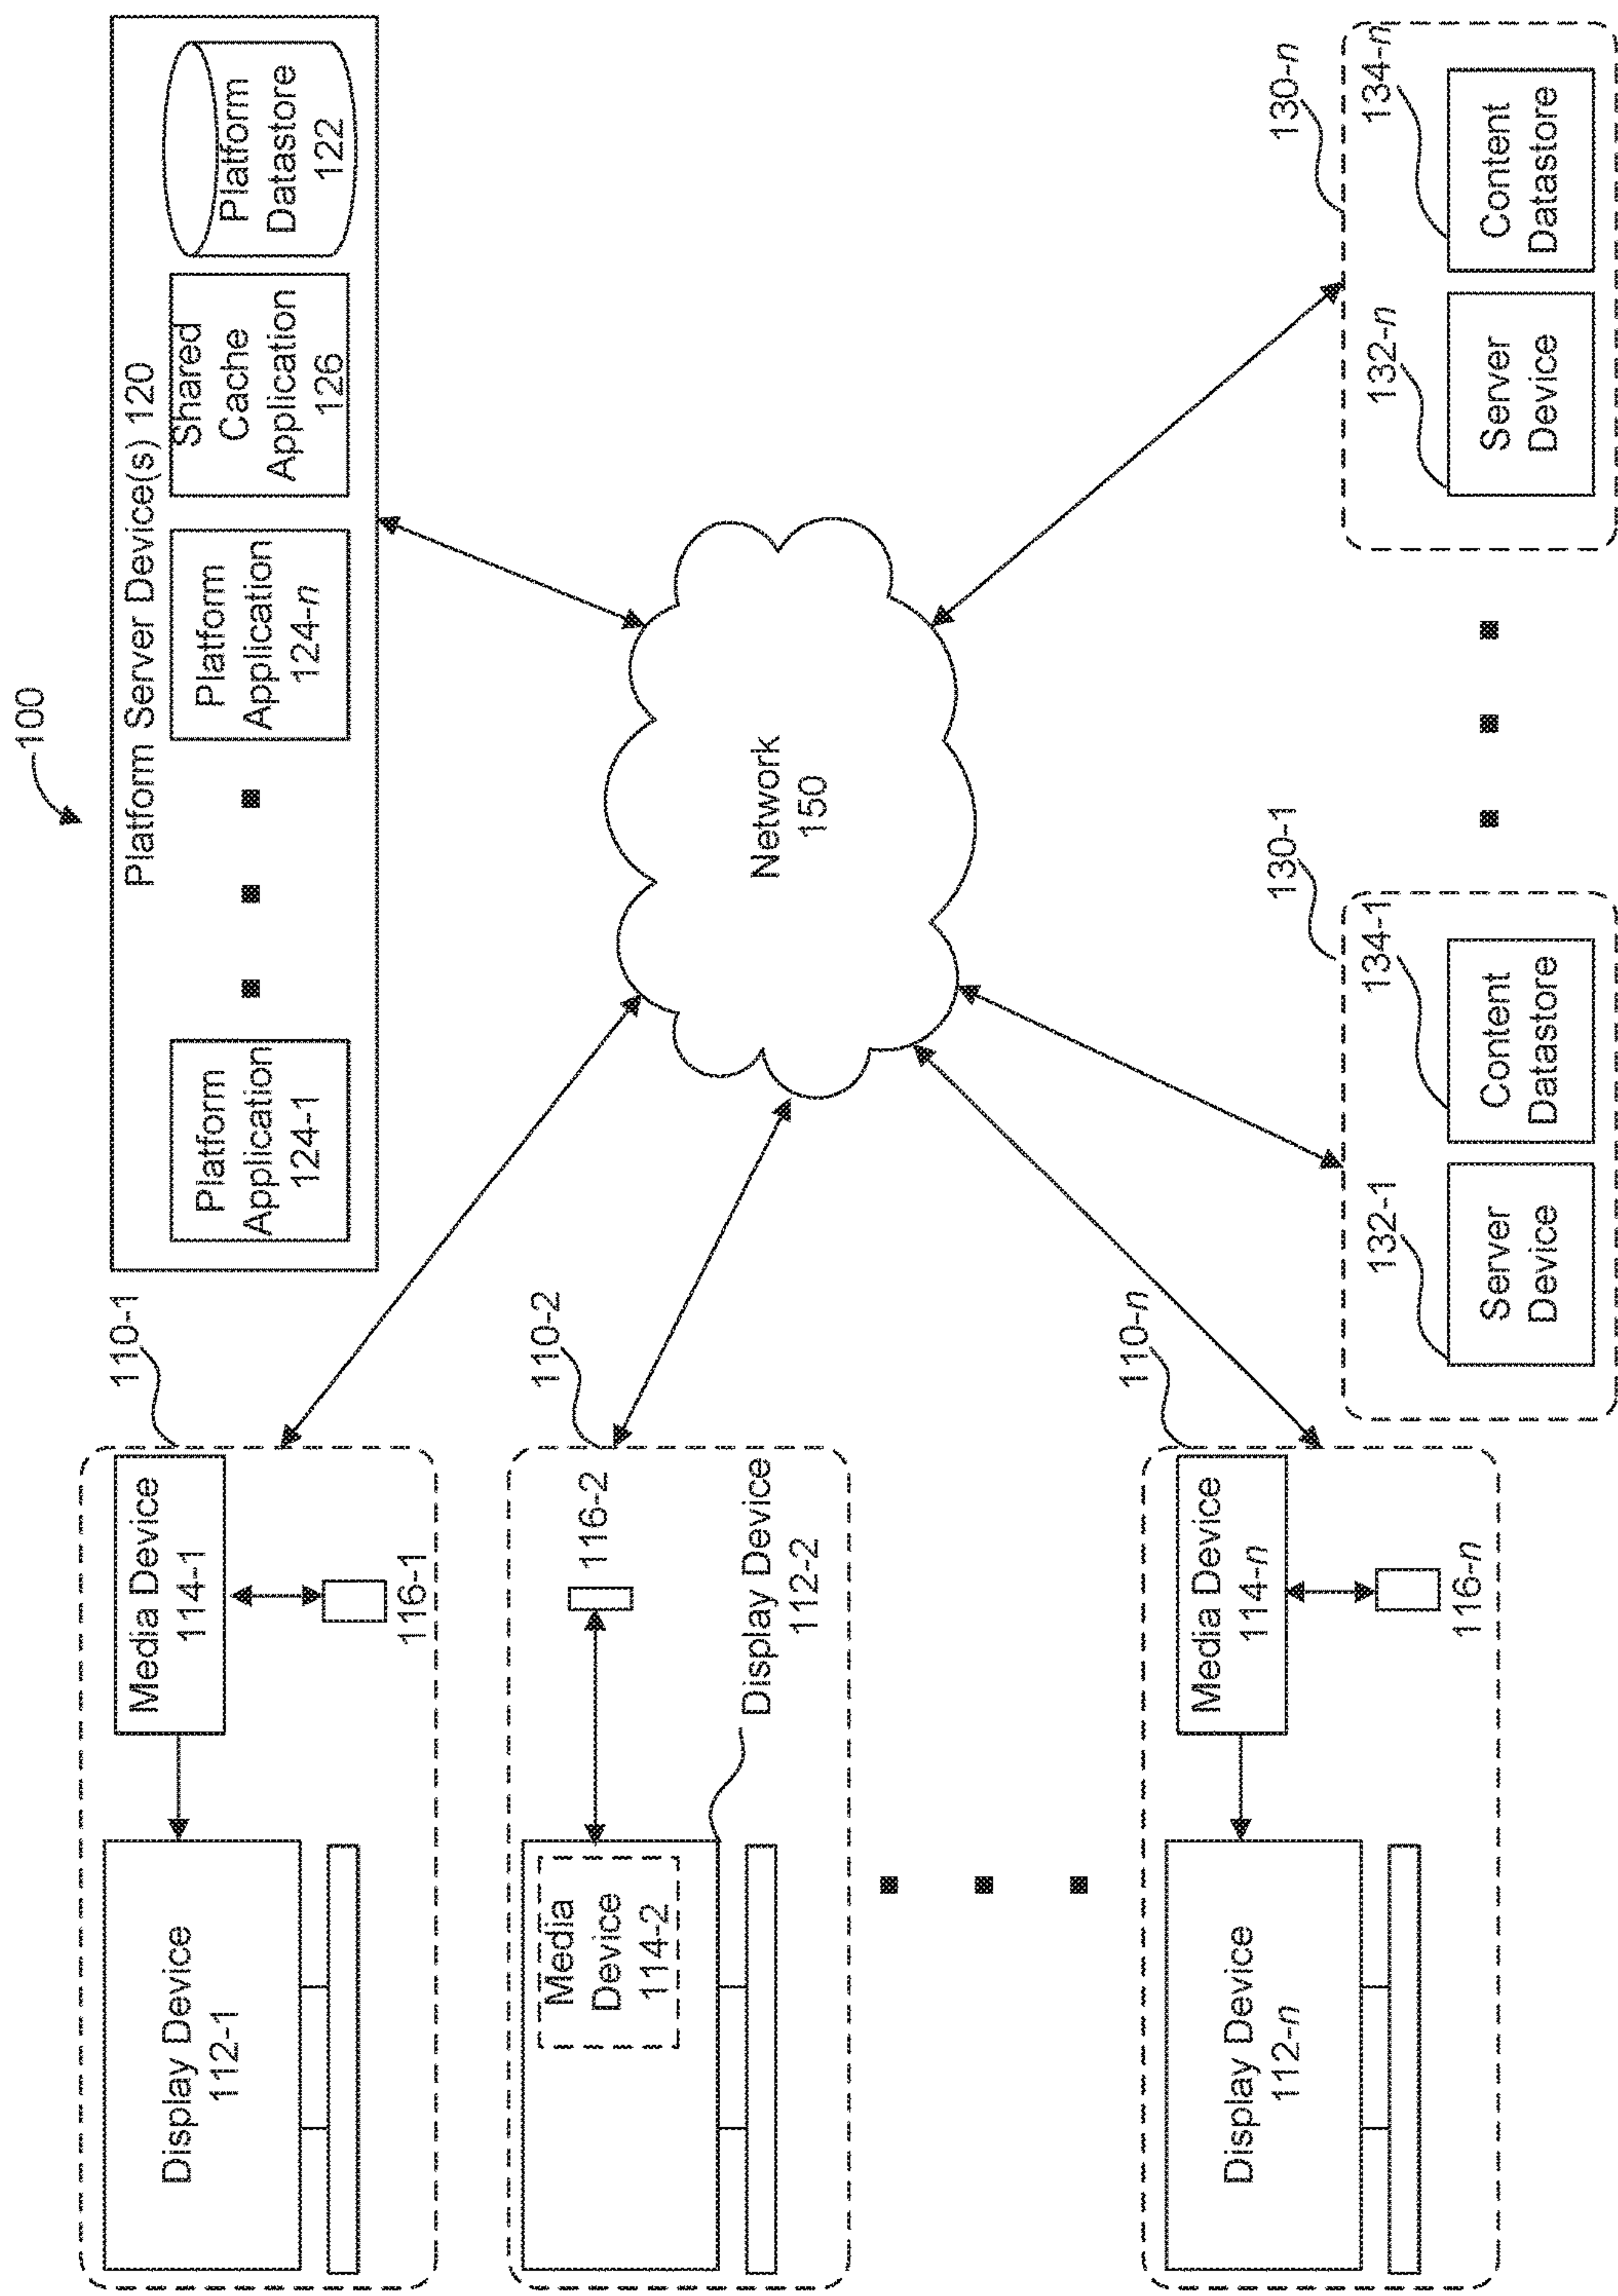 100
Platform Server Device(s) 120
Platform
Application
124-1
Platform
Application
124-n
Shared
Cache
Application
126
Platform
Datastore
122
110-1
Display Device
112-1
Media Device
114-1
116-1
110-2
Media
Device
114-2
116-2
Display Device
112-2
Network
150
110-n
Display Device
112-n
Media Device
114-n
116-n
130-1
132-1
134-1
Server
Device
Content
Datastore
130-n
132-n
134-n
Server
Device
Content
Datastore